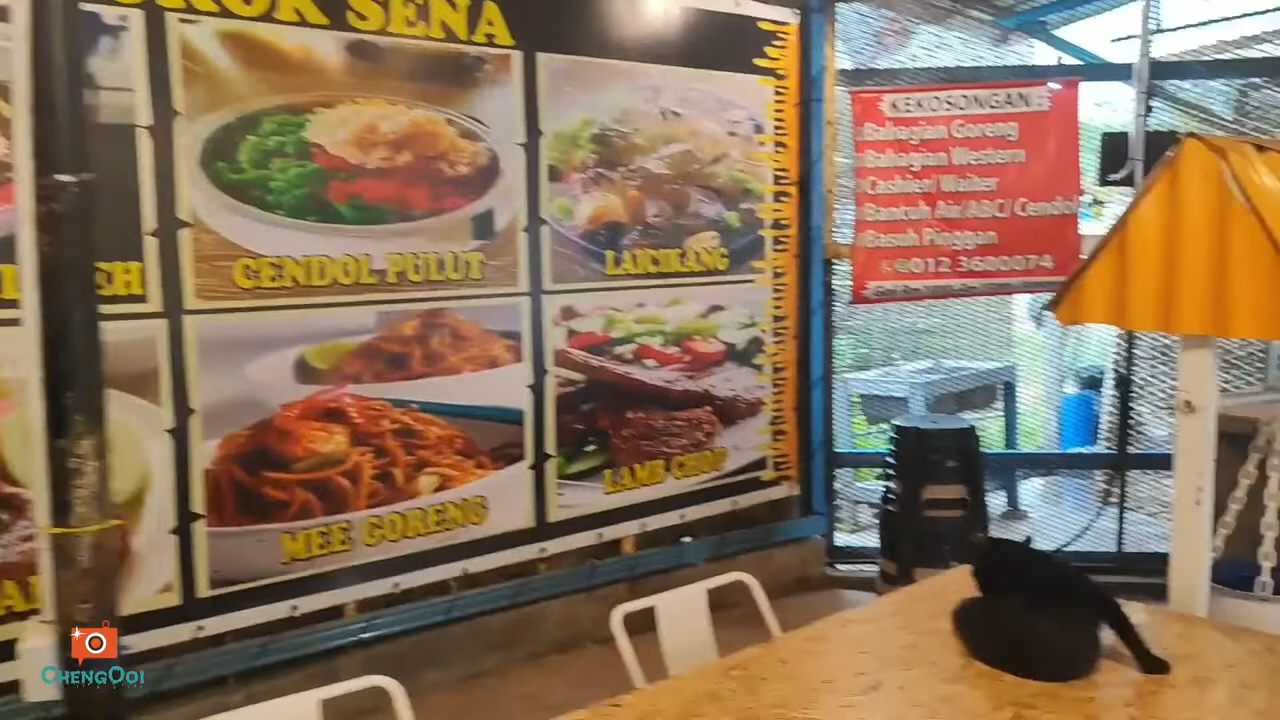 SENA
CENDOL PULUT
LAICIKANG
MEE GORENG
LAMB CHOP
KEKOSONGAN:
Bahagian Goreng
Bahagian Western
Cashier/ Waiter
Bantuh Air/ABC/ Cendol
Basuh Pinggan
012 3680074
CHENGOOI